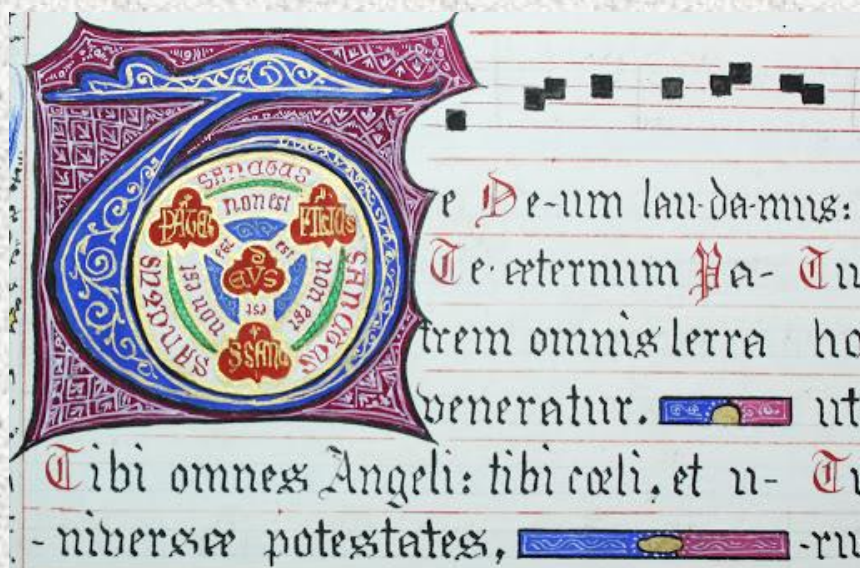 SANCTUS
non est
PATER FILIUS
est est
SANCTUS non est non est SANCTUS
est
Te De-um lau-da-mus:
Te æternum Pa-
trem omnis terra
veneratur.
Tibi omnes Angeli: tibi cœli, et u-
-niversæ potestates,
Tu
ho
ut
Tu
-ru